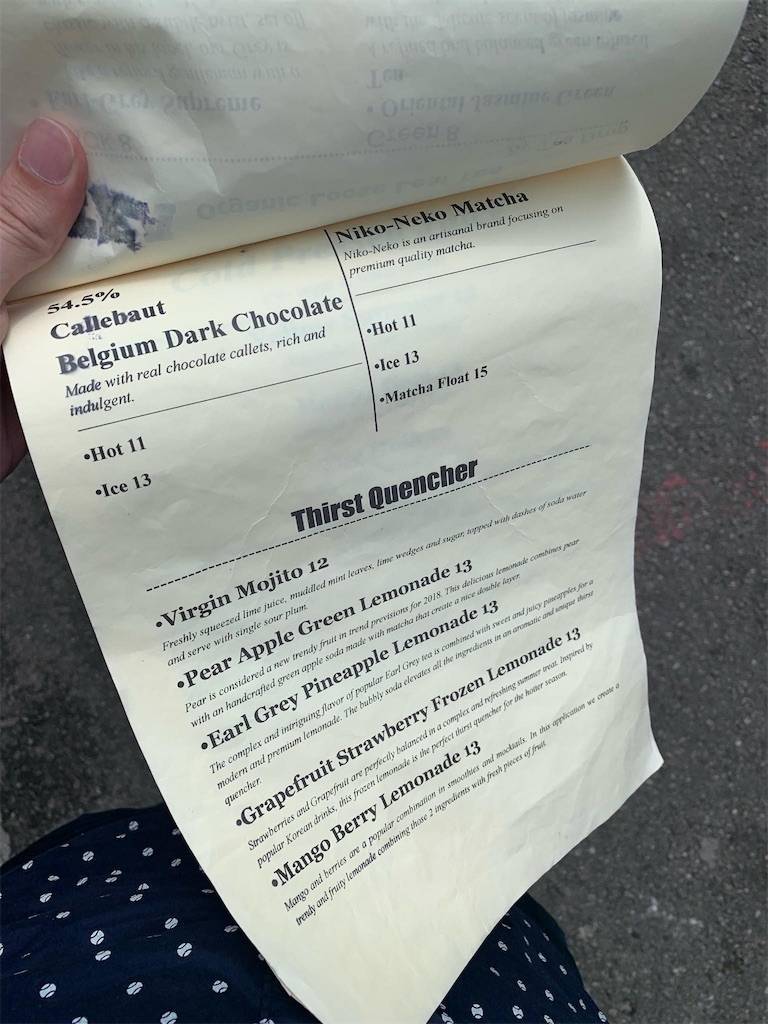 54.5%
Callebaut
Belgium Dark Chocolate
Made with real chocolate callets, rich and
indulgent.
•Hot 11
•Ice 13
Niko-Neko Matcha
Niko-Neko is an artisanal brand focusing on
premium quality matcha.
•Hot 11
•Ice 13
•Matcha Float 15
Thirst Quencher
•Virgin Mojito 12
Freshly squeezed lime juice, muddled mint leaves, lime wedges and sugar, topped with dashes of soda water
and serve with single sour plum.
•Pear Apple Green Lemonade 13
Pear is considered a new trendy fruit in trend previsions for 2018. This delicious lemonade combines pear
with an handcrafted green apple soda made with matcha that create a nice double layer.
•Earl Grey Pineapple Lemonade 13
The complex and intriguing flavor of popular Earl Grey tea is combined with sweet and juicy pineapples for a
modern and premium lemonade. The bubbly soda elevates all the ingredients in an aromatic and unique thirst
quencher.
•Grapefruit Strawberry Frozen Lemonade 13
Strawberries and Grapefruit are perfectly balanced in a complex and refreshing summer treat. Inspired by
popular Korean drinks, this frozen lemonade is the perfect thirst quencher for the hotter season.
•Mango Berry Lemonade 13
Mango and berries are a popular combination in smoothies and mocktails. In this application we create a
trendy and fruity lemonade combining those 2 ingredients with fresh pieces of fruit.